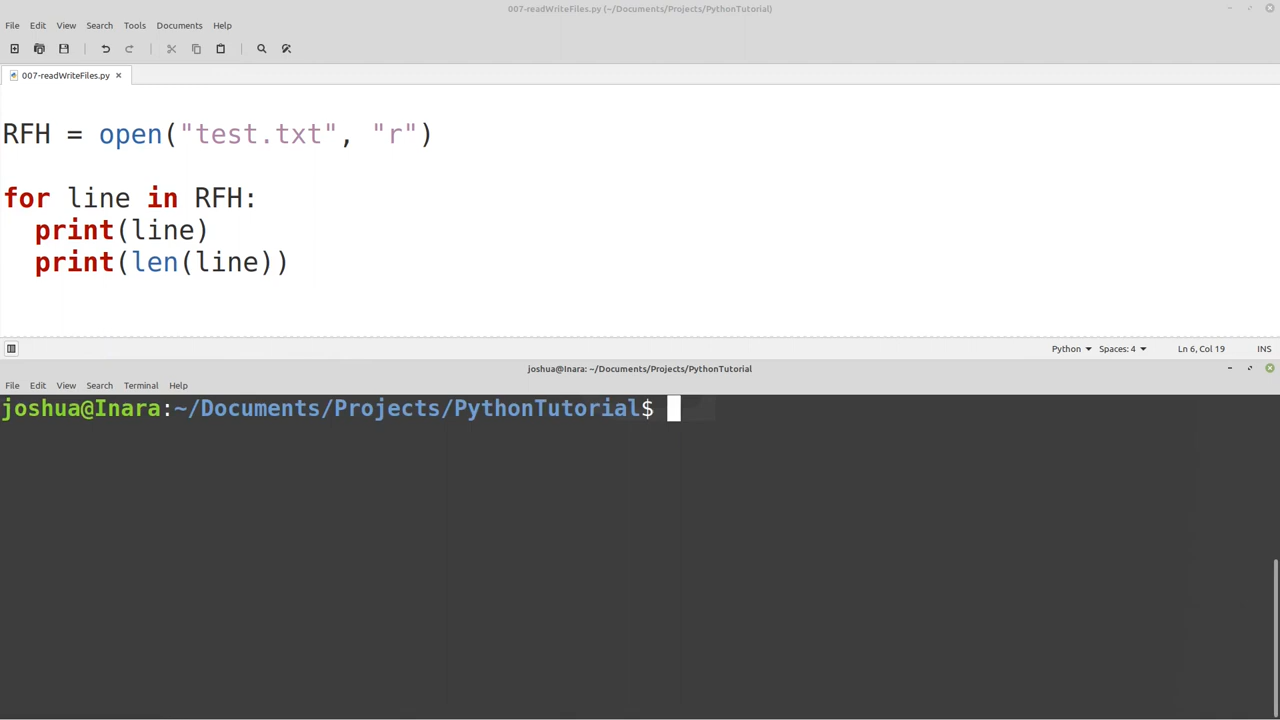 007-readWriteFiles.py (~/Documents/Projects/PythonTutorial)
File Edit View Search Tools Documents Help
007-readWriteFiles.py
RFH = open("test.txt", "r")
for line in RFH:
  print(line)
  print(len(line))
Python Spaces: 4 Ln 6, Col 19 INS
joshua@Inara: ~/Documents/Projects/PythonTutorial
File Edit View Search Terminal Help
joshua@Inara:~/Documents/Projects/PythonTutorial$